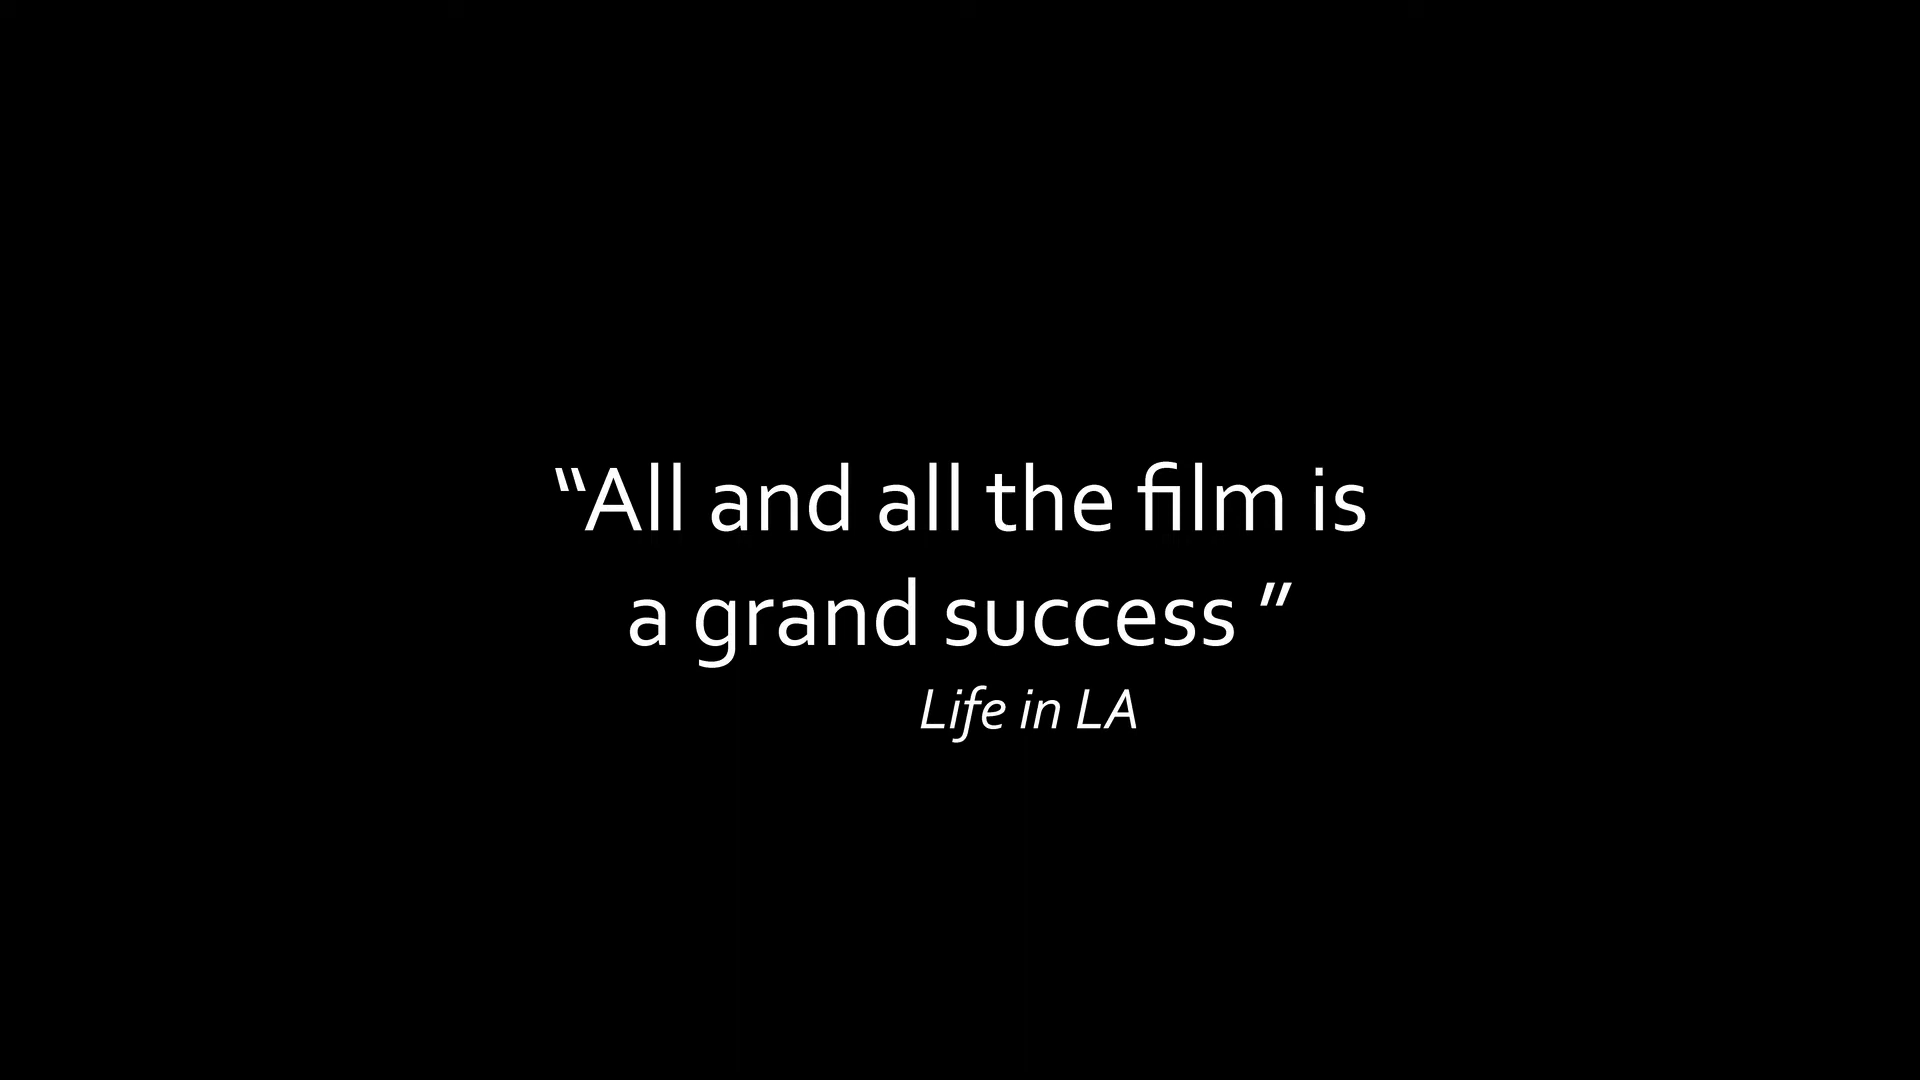 “All and all the film is
a grand success ”
Life in LA